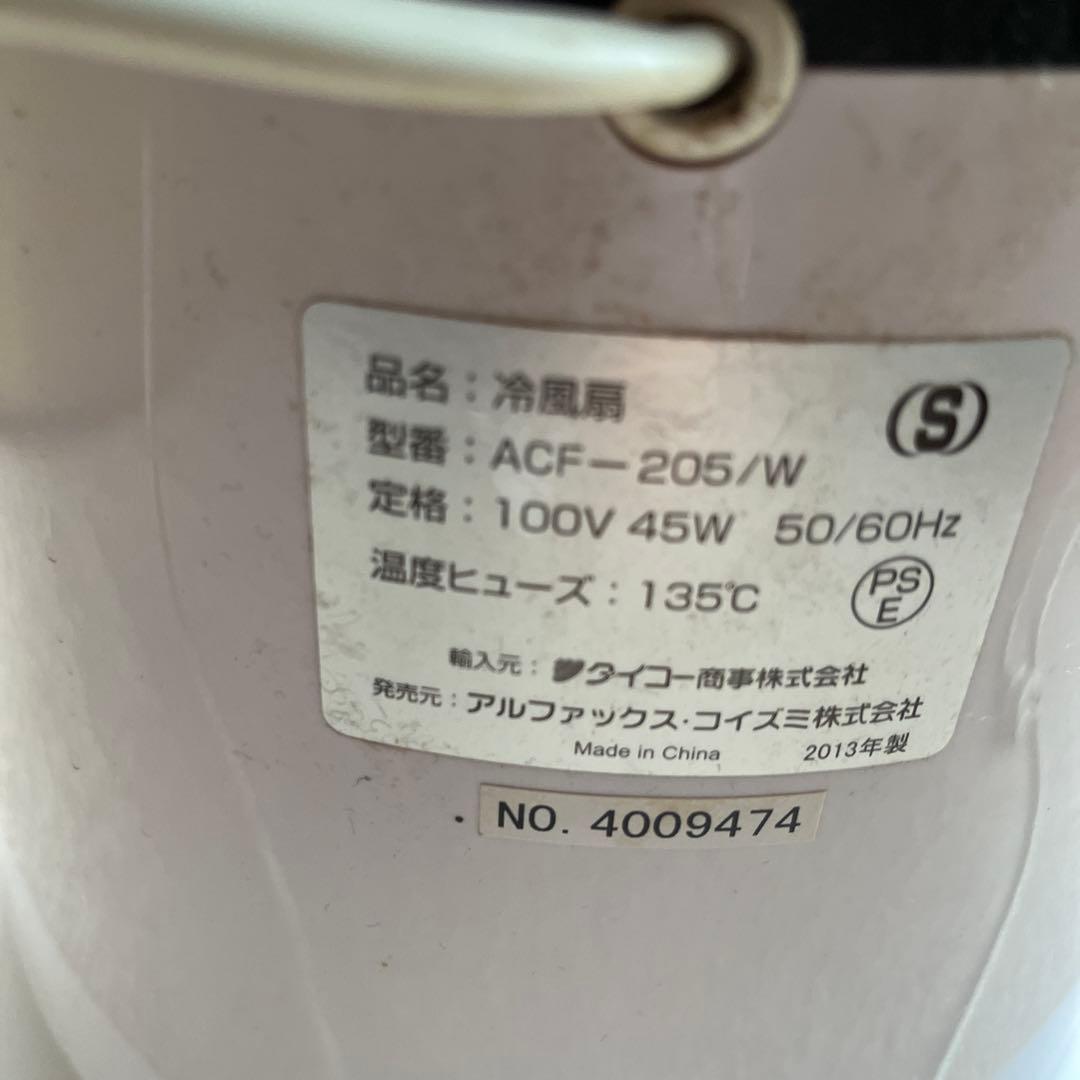 品名：冷風扇
(S)
型番：ACF－205/W
定格：100V 45W 50/60Hz
温度ヒューズ：135℃
PS
E
輸入元：タイコー商事株式会社
発売元：アルファックス・コイズミ株式会社
Made in China 2013年製
NO. 4009474